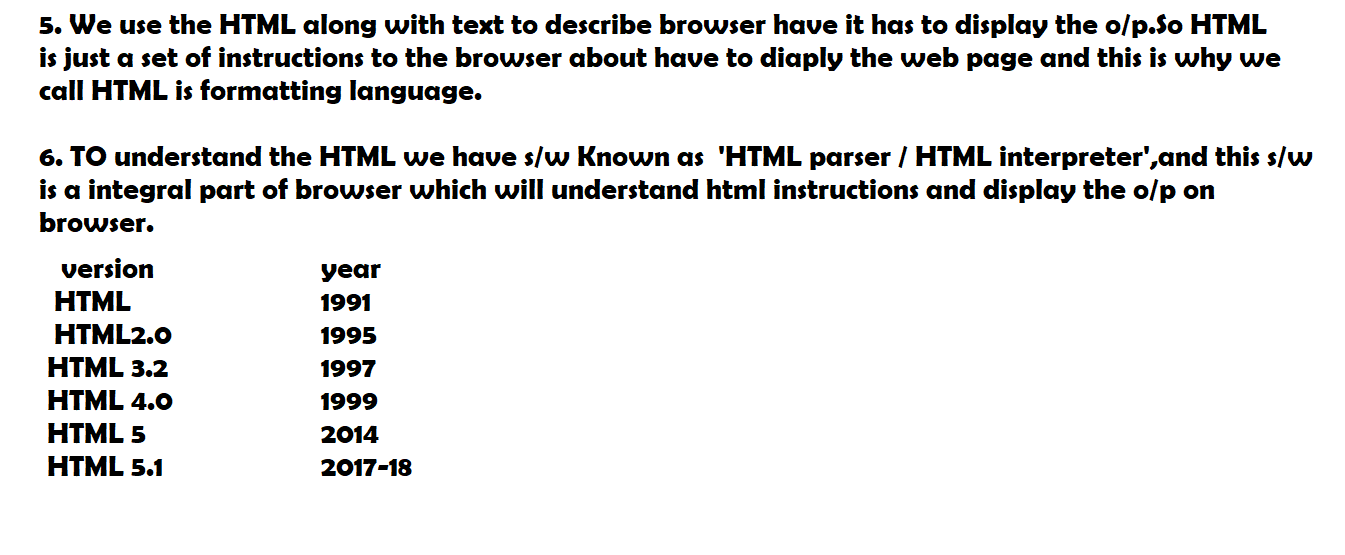 5. We use the HTML along with text to describe browser have it has to display the o/p.So HTML
is just a set of instructions to the browser about have to diaply the web page and this is why we
call HTML is formatting language.
6. TO understand the HTML we have s/w Known as 'HTML parser / HTML interpreter',and this s/w
is a integral part of browser which will understand html instructions and display the o/p on
browser.
version year
HTML 1991
HTML2.0 1995
HTML 3.2 1997
HTML 4.0 1999
HTML 5 2014
HTML 5.1 2017-18